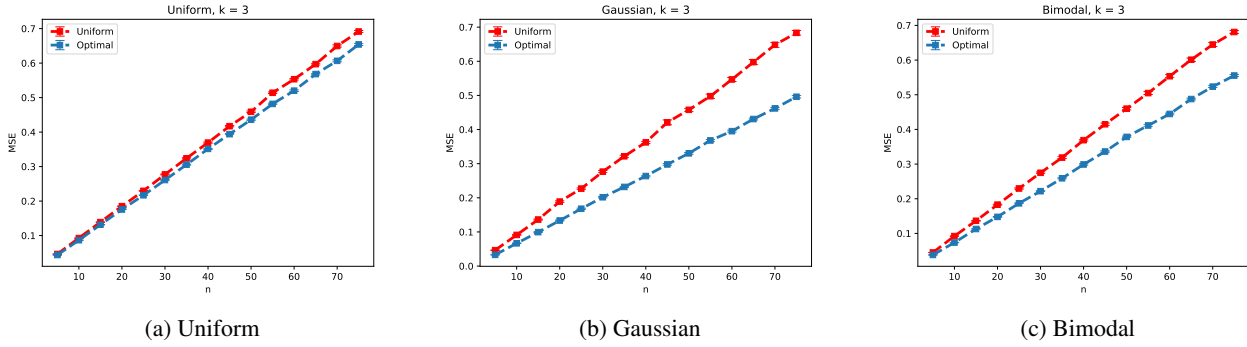 Uniform, k = 3
Uniform
Optimal
0.7
0.6
0.5
0.4
0.3
0.2
0.1
MSE
10 20 30 40 50 60 70
n
(a) Uniform
Gaussian, k = 3
Uniform
Optimal
0.7
0.6
0.5
0.4
0.3
0.2
0.1
0.0
MSE
10 20 30 40 50 60 70
n
(b) Gaussian
Bimodal, k = 3
Uniform
Optimal
0.7
0.6
0.5
0.4
0.3
0.2
0.1
MSE
10 20 30 40 50 60 70
n
(c) Bimodal